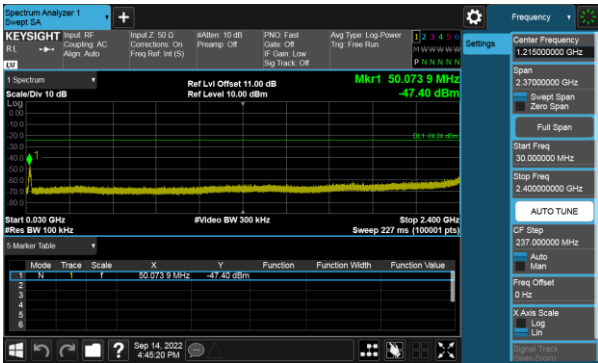 Spectrum Analyzer 1
Swept SA
+
Frequency
KEYSIGHT
RL
LXI
Input: RF
Coupling: AC
Align: Auto
Input Z: 50 Ω
Corrections: On
Freq Ref: Int (S)
#Atten: 10 dB
Preamp: Off
PNO: Fast
Gate: Off
IF Gain: Low
Sig Track: Off
Avg Type: Log-Power
Trig: Free Run
1 2 3 4 5 6
M W W W W W
P N N N N N
1 Spectrum
Scale/Div 10 dB
Ref Lvl Offset 11.00 dB
Ref Level 10.00 dBm
Mkr1 50.073 9 MHz
-47.40 dBm
Log
0.00
-10.0
-20.0
-30.0
-40.0
-50.0
-60.0
-70.0
-80.0
1
DL1 -24.24 dBm
Start 0.030 GHz
#Res BW 100 kHz
#Video BW 300 kHz
Stop 2.400 GHz
Sweep 227 ms (100001 pts)
5 Marker Table
Mode Trace Scale X Y Function Function Width Function Value
1 N 1 f 50.073 9 MHz -47.40 dBm
2
3
4
5
6
Sep 14, 2022
4:45:20 PM
?
Settings
Center Frequency
1.215000000 GHz
Span
2.37000000 GHz
Swept Span
Zero Span
Full Span
Start Freq
30.000000 MHz
Stop Freq
2.400000000 GHz
AUTO TUNE
CF Step
237.000000 MHz
Auto
Man
Freq Offset
0 Hz
X Axis Scale
Log
Lin
Signal Track
(Span Zoom)